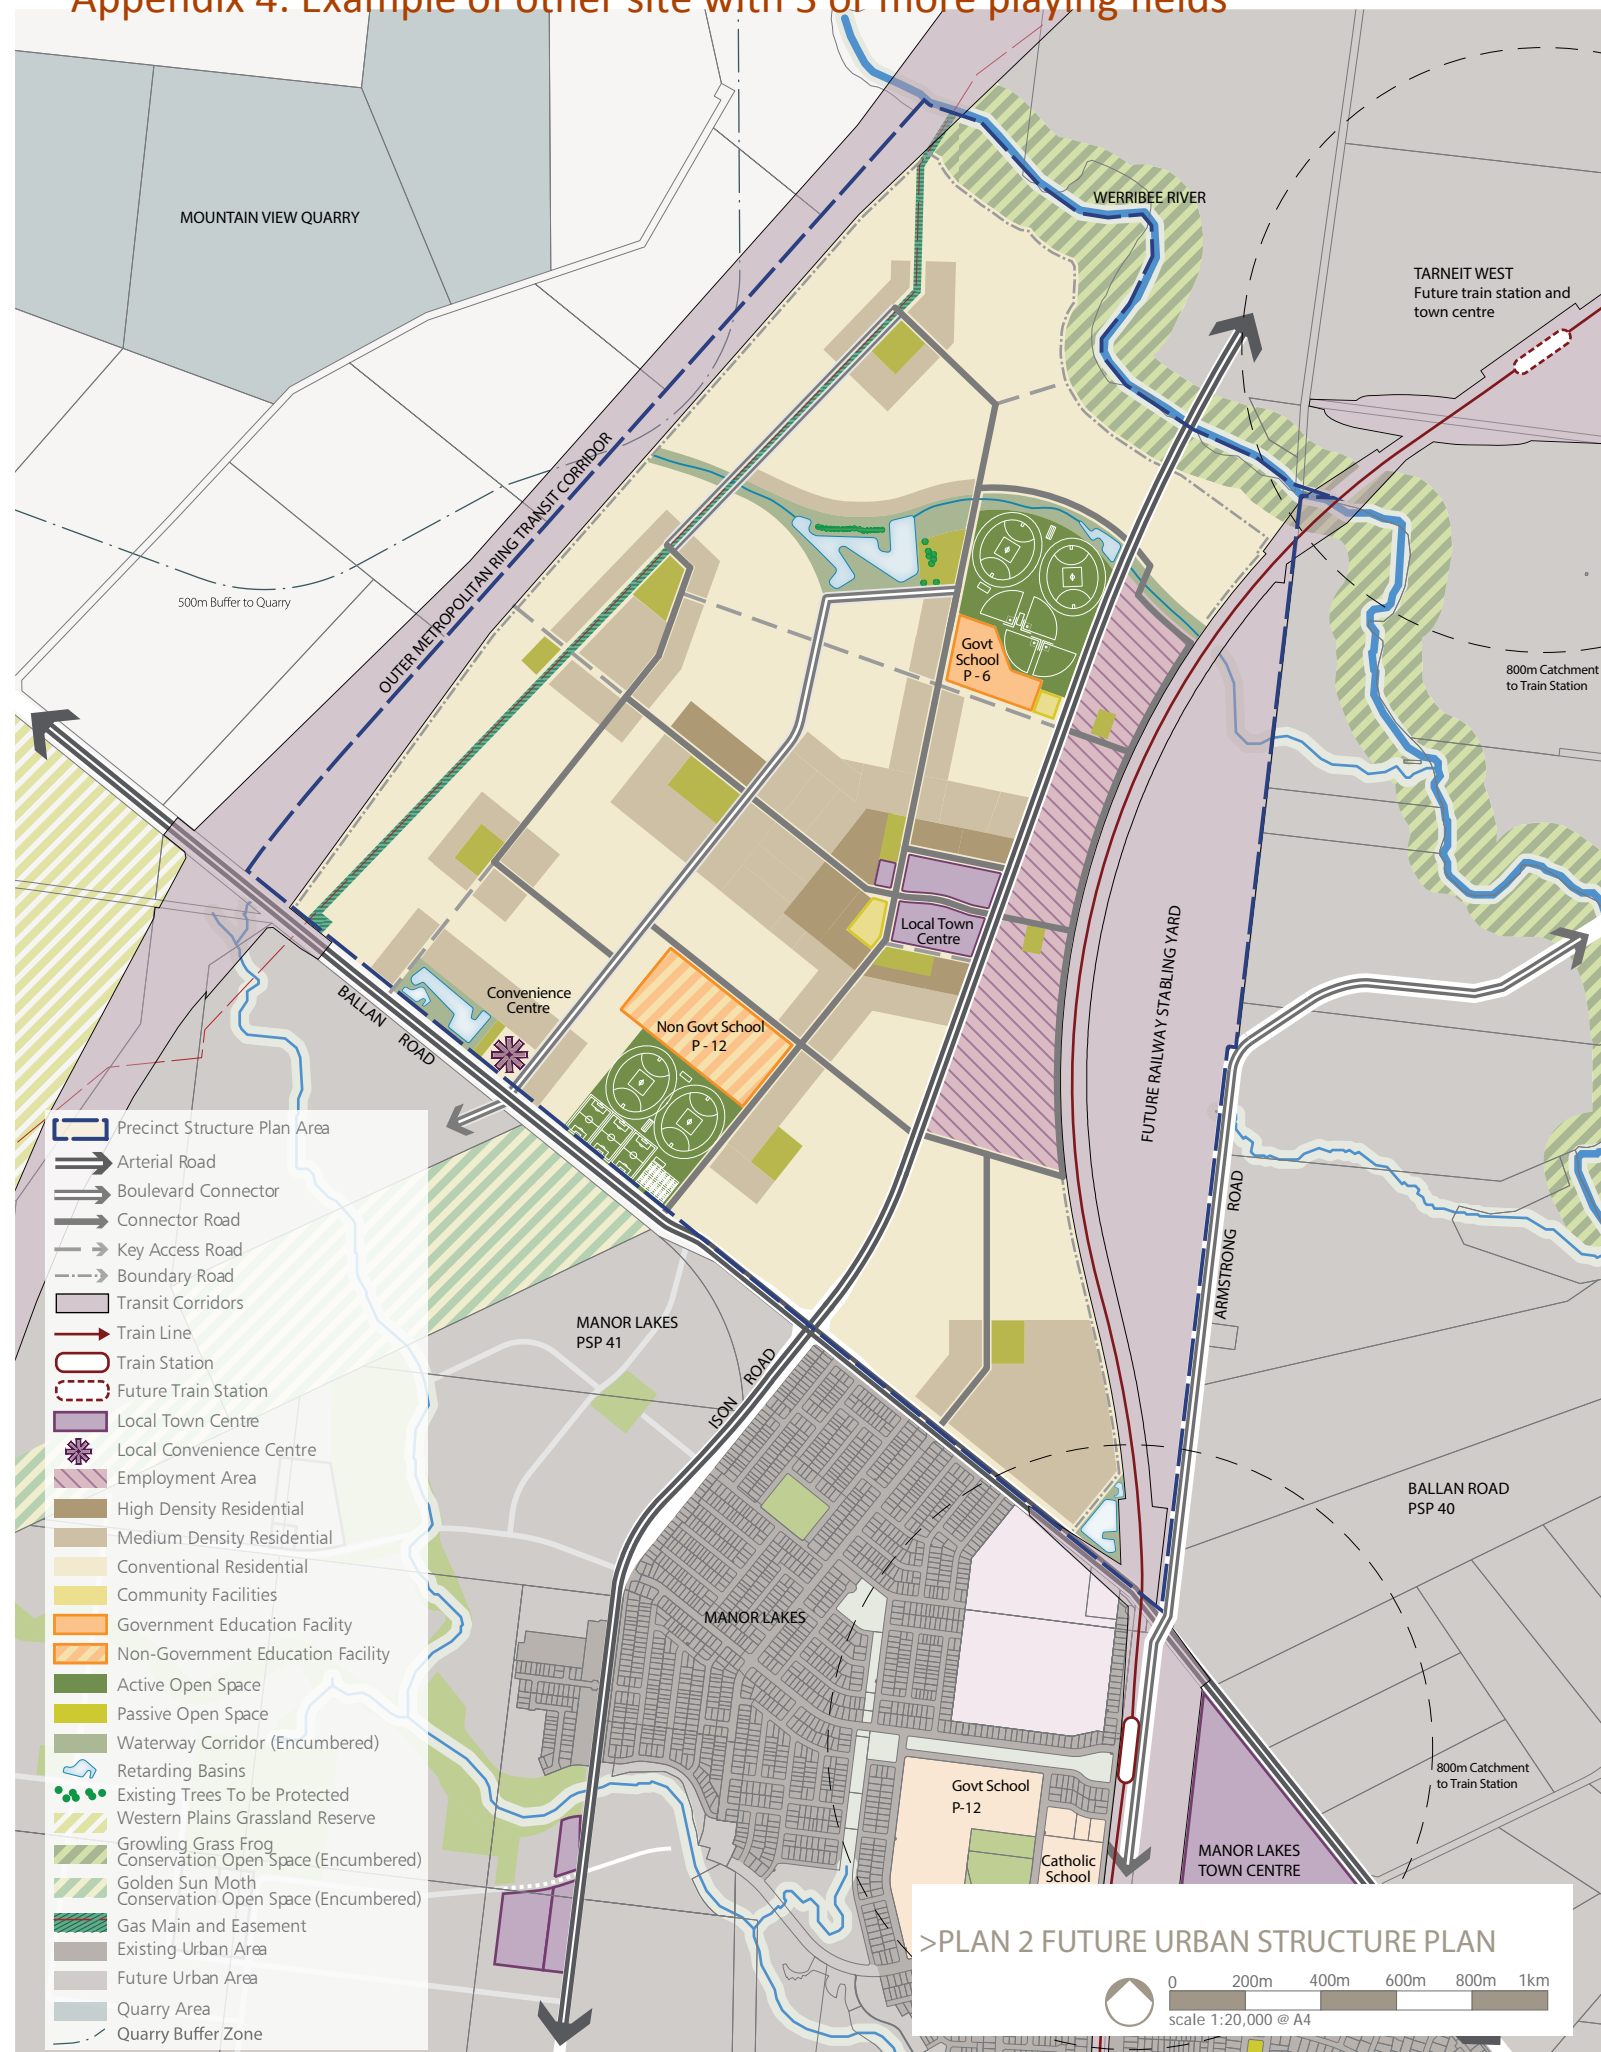 Appendix 4: Example of other site with 3 or more playing fields
WERRIBEE RIVER
MOUNTAIN VIEW QUARRY
TARNEIT WEST
Future train station and
town centre
OUTER METROPOLITAN RING TRANSIT CORRIDOR
500m Buffer to Quarry
Govt
School
P - 6
800m Catchment
to Train Station
Local Town
Centre
FUTURE RAILWAY STABLING YARD
Convenience
Centre
BALLAN ROAD
Non Govt School
P - 12
ARMSTRONG ROAD
MANOR LAKES
PSP 41
ISON ROAD
BALLAN ROAD
PSP 40
MANOR LAKES
800m Catchment
to Train Station
Govt School
P-12
Catholic
School
MANOR LAKES
TOWN CENTRE
Precinct Structure Plan Area
Arterial Road
Boulevard Connector
Connector Road
Key Access Road
Boundary Road
Transit Corridors
Train Line
Train Station
Future Train Station
Local Town Centre
Local Convenience Centre
Employment Area
High Density Residential
Medium Density Residential
Conventional Residential
Community Facilities
Government Education Facility
Non-Government Education Facility
Active Open Space
Passive Open Space
Waterway Corridor (Encumbered)
Retarding Basins
Existing Trees To be Protected
Western Plains Grassland Reserve
Growling Grass Frog
Conservation Open Space (Encumbered)
Golden Sun Moth
Conservation Open Space (Encumbered)
Gas Main and Easement
Existing Urban Area
Future Urban Area
Quarry Area
Quarry Buffer Zone
>PLAN 2 FUTURE URBAN STRUCTURE PLAN
0 200m 400m 600m 800m 1km
scale 1:20,000 @ A4